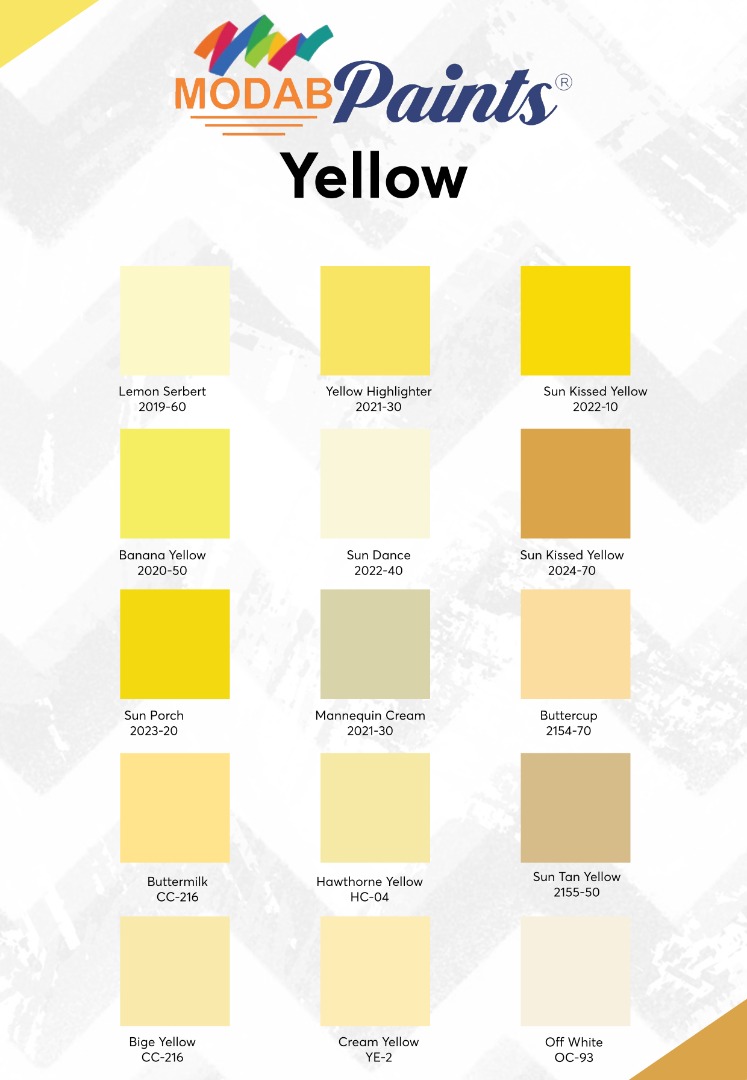 MODAB Paints ®
Yellow
Lemon Serbert
2019-60
Yellow Highlighter
2021-30
Sun Kissed Yellow
2022-10
Banana Yellow
2020-50
Sun Dance
2022-40
Sun Kissed Yellow
2024-70
Sun Porch
2023-20
Mannequin Cream
2021-30
Buttercup
2154-70
Buttermilk
CC-216
Hawthorne Yellow
HC-04
Sun Tan Yellow
2155-50
Bige Yellow
CC-216
Cream Yellow
YE-2
Off White
OC-93